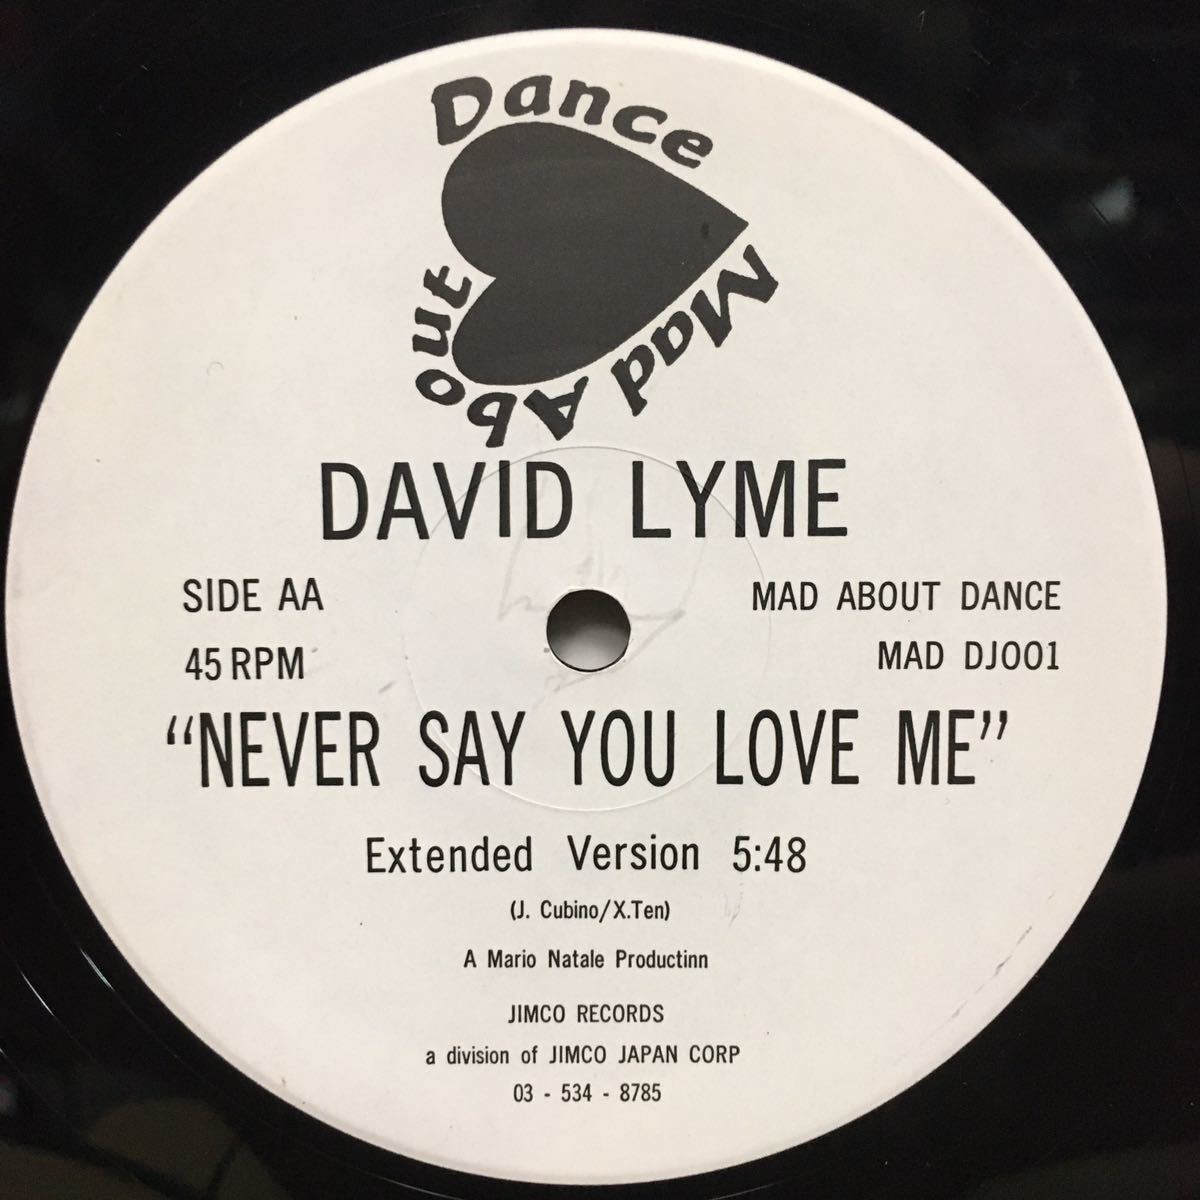 Mad About Dance
DAVID LYME
SIDE AA
MAD ABOUT DANCE
45 RPM
MAD DJ001
"NEVER SAY YOU LOVE ME"
Extended Version 5:48
(J. Cubino/X.Ten)
A Mario Natale Productinn
JIMCO RECORDS
a division of JIMCO JAPAN CORP
03 - 534 - 8785